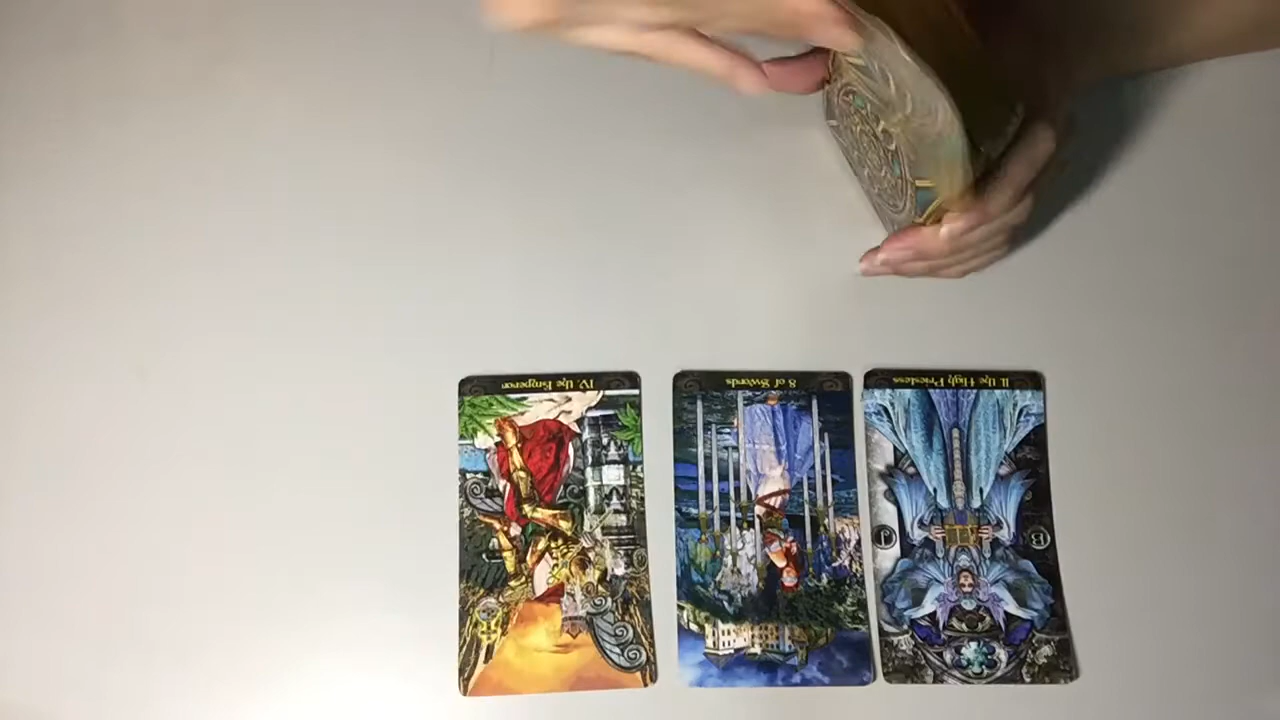 IV. The Emperor
8 of Swords
II. The High Priestess
J
B